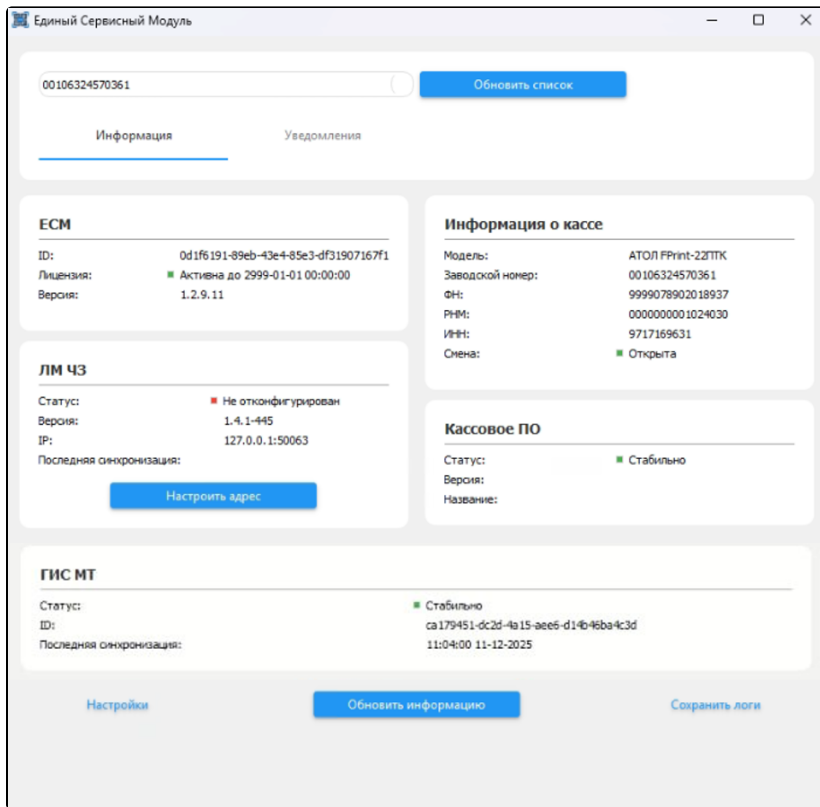 Единый Сервисный Модуль
00106324570361
Обновить список
Информация
Уведомления
ЕСМ
ID: 0d1f6191-89eb-43e4-85e3-df31907167f1
Лицензия: Активна до 2999-01-01 00:00:00
Версия: 1.2.9.11
Информация о кассе
Модель: АТОЛ FPrint-22ПТК
Заводской номер: 00106324570361
ФН: 9999078902018937
РНМ: 0000000001024030
ИНН: 9717169631
Смена: Открыта
ЛМ ЧЗ
Статус: Не отконфигурирован
Версия: 1.4.1-445
IP: 127.0.0.1:50063
Последняя синхронизация:
Настроить адрес
Кассовое ПО
Статус: Стабильно
Версия:
Название:
ГИС МТ
Статус: Стабильно
ID: ca179451-dc2d-4a15-aee6-d14b46ba4c3d
Последняя синхронизация: 11:04:00 11-12-2025
Настройки
Обновить информацию
Сохранить логи